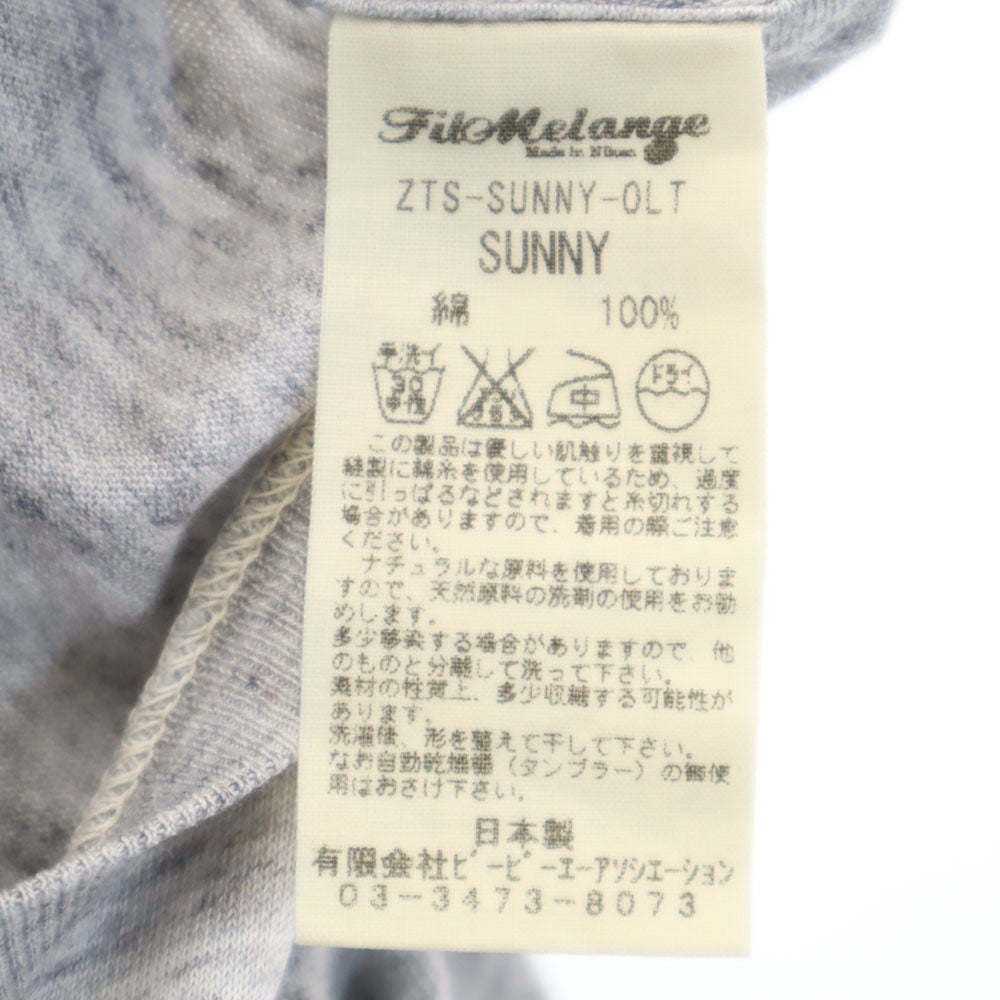 FilMelange
Made in Nihon
ZTS-SUNNY-OLT
SUNNY
綿 100%
手洗イ
30
中性
エンソ
サラシ
中
ドライ
この製品は優しい肌触りを重視して
縫製に綿糸を使用しているため、過度
に引っぱるなどされますと糸切れする
場合がありますので、着用の際ご注意
ください。
ナチュラルな原料を使用しておりま
すので、天然原料の洗剤の使用をお勧
めします。
多少移染する場合がありますので、他
のものと分離して洗って下さい。
素材の性質上、多少収縮する可能性が
あります。
洗濯後、形を整えて干して下さい。
なお自動乾燥機（タンブラー）の御使
用はおさけ下さい。
日本製
有限会社ビーピーエーアソシエーション
03-3473-8073